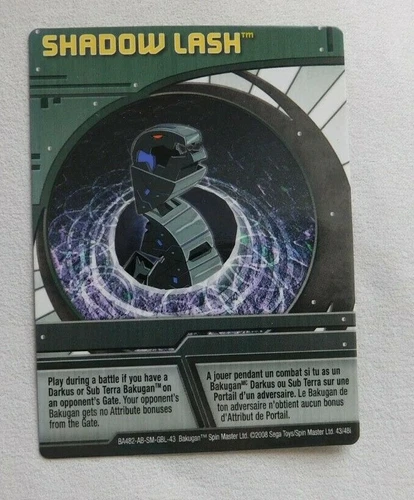 SHADOW LASH™
Play during a battle if you have a
Darkus or Sub Terra Bakugan™ on
an opponent's Gate. Your opponent's
Bakugan gets no Attribute bonuses
from the Gate.
A jouer pendant un combat si tu as un
Bakugan MC Darkus ou Sub Terra sur une
Portail d'un adversaire. Le Bakugan de
ton adversaire n'obtient aucun bonus
d'Attribut de Portail.
BA482-AB-SM-GBL-43 Bakugan™ Spin Master Ltd. ©2008 Sega Toys/Spin Master Ltd. 43/48i